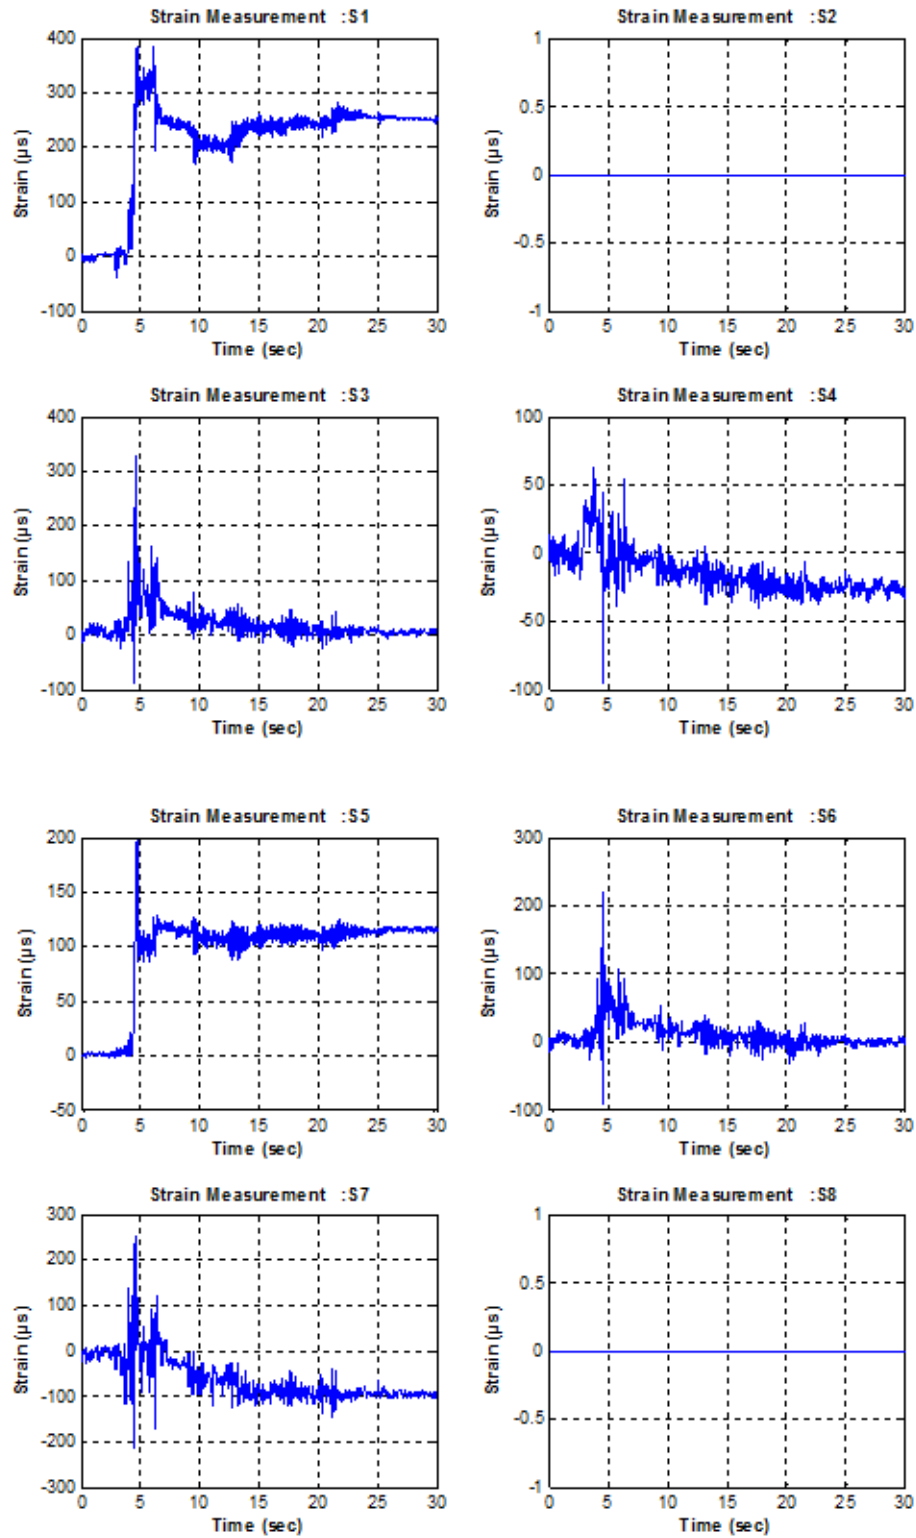 Strain Measurement :S1
400
300
200
100
0
-100
Strain (µs)
0 5 10 15 20 25 30
Time (sec)
Strain Measurement :S2
1
0.5
0
-0.5
-1
Strain (µs)
0 5 10 15 20 25 30
Time (sec)
Strain Measurement :S3
400
300
200
100
0
-100
Strain (µs)
0 5 10 15 20 25 30
Time (sec)
Strain Measurement :S4
100
50
0
-50
-100
Strain (µs)
0 5 10 15 20 25 30
Time (sec)
Strain Measurement :S5
200
150
100
50
0
-50
Strain (µs)
0 5 10 15 20 25 30
Time (sec)
Strain Measurement :S6
300
200
100
0
-100
Strain (µs)
0 5 10 15 20 25 30
Time (sec)
Strain Measurement :S7
300
200
100
0
-100
-200
-300
Strain (µs)
0 5 10 15 20 25 30
Time (sec)
Strain Measurement :S8
1
0.5
0
-0.5
-1
Strain (µs)
0 5 10 15 20 25 30
Time (sec)